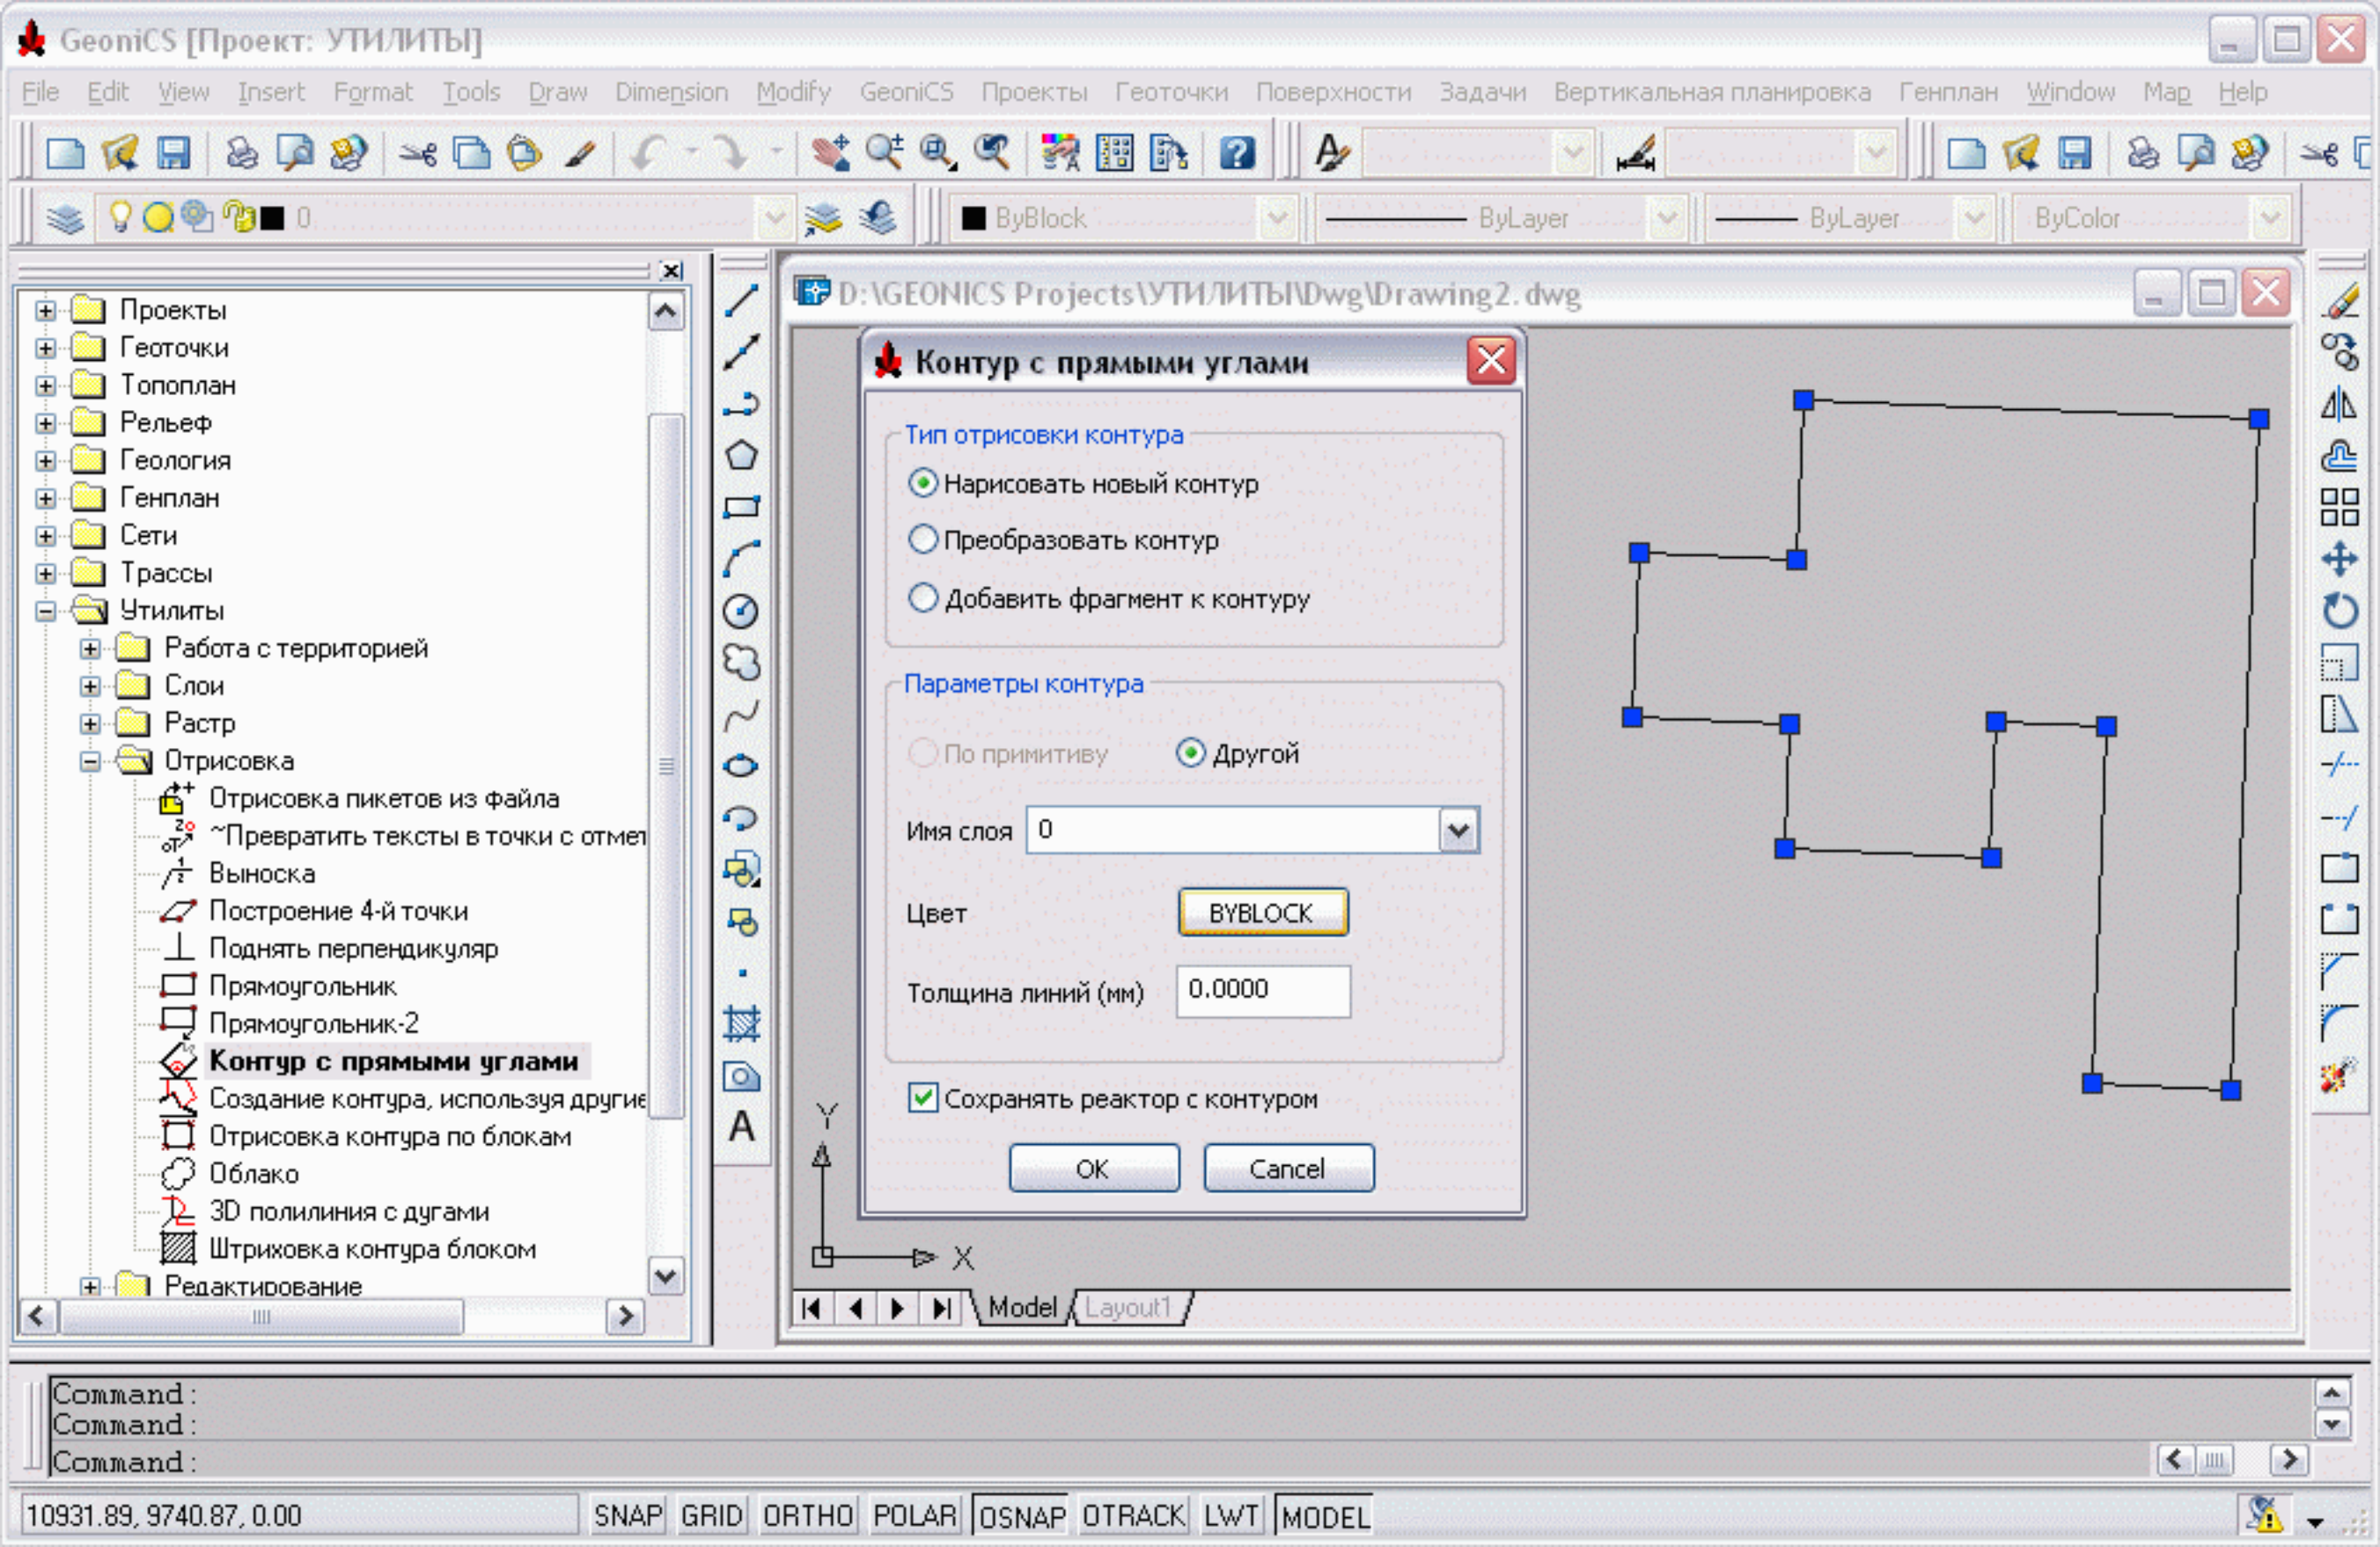 GeoniCS [Проект: УТИЛИТЫ]
File Edit View Insert Format Tools Draw Dimension Modify GeoniCS Проекты Геоточки Поверхности Задачи Вертикальная планировка Генплан Window Map Help
0 ByBlock ByLayer ByLayer ByColor
Проекты
Геоточки
Топоплан
Рельеф
Геология
Генплан
Сети
Трассы
Утилиты
Работа с территорией
Слои
Растр
Отрисовка
Отрисовка пикетов из файла
~Превратить тексты в точки с отмет
Выноска
Построение 4-й точки
Поднять перпендикуляр
Прямоугольник
Прямоугольник-2
Контур с прямыми углами
Создание контура, используя другие
Отрисовка контура по блокам
Облако
3D полилиния с дугами
Штриховка контура блоком
Редактирование
A
D:\GEONICS Projects\УТИЛИТЫ\Dwg\Drawing2.dwg
Контур с прямыми углами
Тип отрисовки контура
Нарисовать новый контур
Преобразовать контур
Добавить фрагмент к контуру
Параметры контура
По примитиву Другой
Имя слоя 0
Цвет BYBLOCK
Толщина линий (мм) 0.0000
Сохранять реактор с контуром
OK Cancel
Y
X
Model Layout1
Command:
Command:
Command:
10931.89, 9740.87, 0.00 SNAP GRID ORTHO POLAR OSNAP OTRACK LWT MODEL